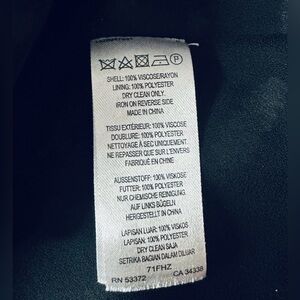 P
SHELL: 100% VISCOSE/RAYON
LINING: 100% POLYESTER
DRY CLEAN ONLY.
IRON ON REVERSE SIDE
MADE IN CHINA
TISSU EXTÉRIEUR: 100% VISCOSE
DOUBLURE: 100% POLYESTER
NETTOYAGE À SEC UNIQUEMENT
NE REPASSER QUE SUR L'ENVERS
FABRIQUÉ EN CHINE
AUSSENSTOFF: 100% VISKOSE
FUTTER: 100% POLYESTER
NUR CHEMISCHE REINIGUNG
AUF LINKS BÜGELN
HERGESTELLT IN CHINA
LAPISAN LUAR: 100% VISKOS
LAPISAN: 100% POLYESTER
DRY CLEAN SAJA
SETRIKA BAGIAN DALAM DILUAR
71FHZ
RN 53372 CA 34338